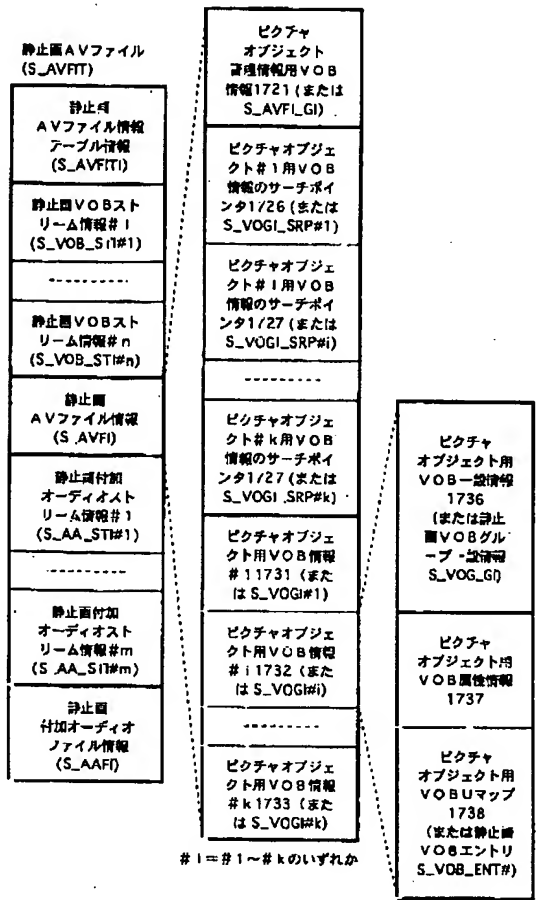 静止画AVファイル
(S_AVFIT)
静止画
AVファイル情報
テーブル情報
(S_AVFITI)
静止画VOBスト
リーム情報#1
(S_VOB_STI#1)
---------
静止画VOBスト
リーム情報#n
(S_VOB_STI#n)
静止画
AVファイル情報
(S_AVFI)
静止画付加
オーディオスト
リーム情報#1
(S_AA_STI#1)
---------
静止画付加
オーディオスト
リーム情報#m
(S_AA_STI#m)
静止画
付加オーディオ
ファイル情報
(S_AAFI)
ピクチャ
オブジェクト
管理情報用VOB
情報1721(または
S_AVFI_GI)
ピクチャオブジェ
クト#1用VOB
情報のサーチポイ
ンタ1726(または
S_VOGI_SRP#1)
ピクチャオブジェ
クト#i用VOB
情報のサーチポイ
ンタ1727(または
S_VOGI_SRP#i)
---------
ピクチャオブジェ
クト#k用VOB
情報のサーチポイ
ンタ1727(または
S_VOGI_SRP#k)
ピクチャオブジェ
クト用VOB情報
#11731(また
はS_VOGI#1)
ピクチャオブジェ
クト用VOB情報
#i1732(また
はS_VOGI#i)
---------
ピクチャオブジェ
クト用VOB情報
#k1733(また
はS_VOGI#k)
#i=#1~#kのいずれか
ピクチャ
オブジェクト用
VOB一般情報
1736
(または静止
画VOBグル
ープ一般情報
S_VOG_GI)
ピクチャ
オブジェクト用
VOB属性情報
1737
ピクチャ
オブジェクト用
VOBUマップ
1738
(または静止画
VOBエントリ
S_VOB_ENT#)